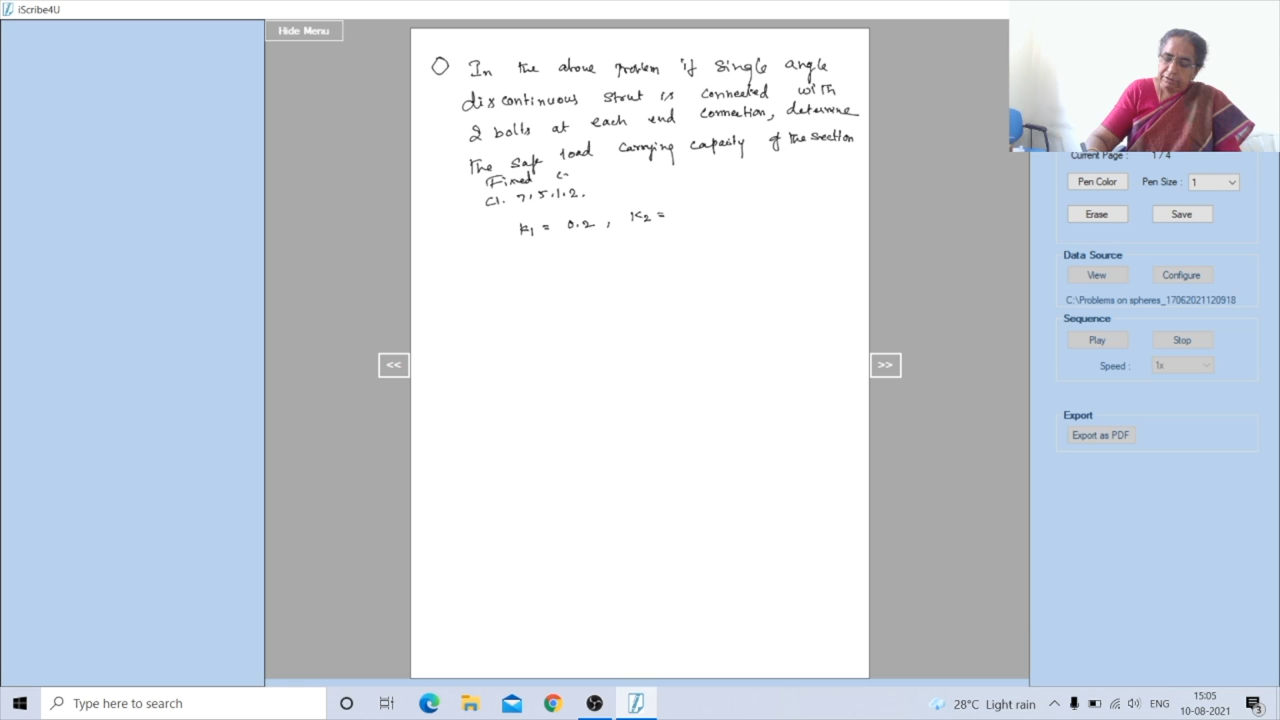 iScribe4U
Hide Menu
In the above problem if single angle
discontinuous strut is connected with
2 bolts at each end connection, determine
the safe load carrying capacity of the section
Fixed
Cl. 7.5.1.2.
K1 = 0.2, K2 =
<<
>>
Current Page : 1 / 4
Pen Color
Pen Size : 1
Erase
Save
Data Source
View
Configure
C:\Problems on spheres_17062021120918
Sequence
Play
Stop
Speed : 1x
Export
Export as PDF
Type here to search
28°C Light rain
ENG
15:05
10-08-2021
3